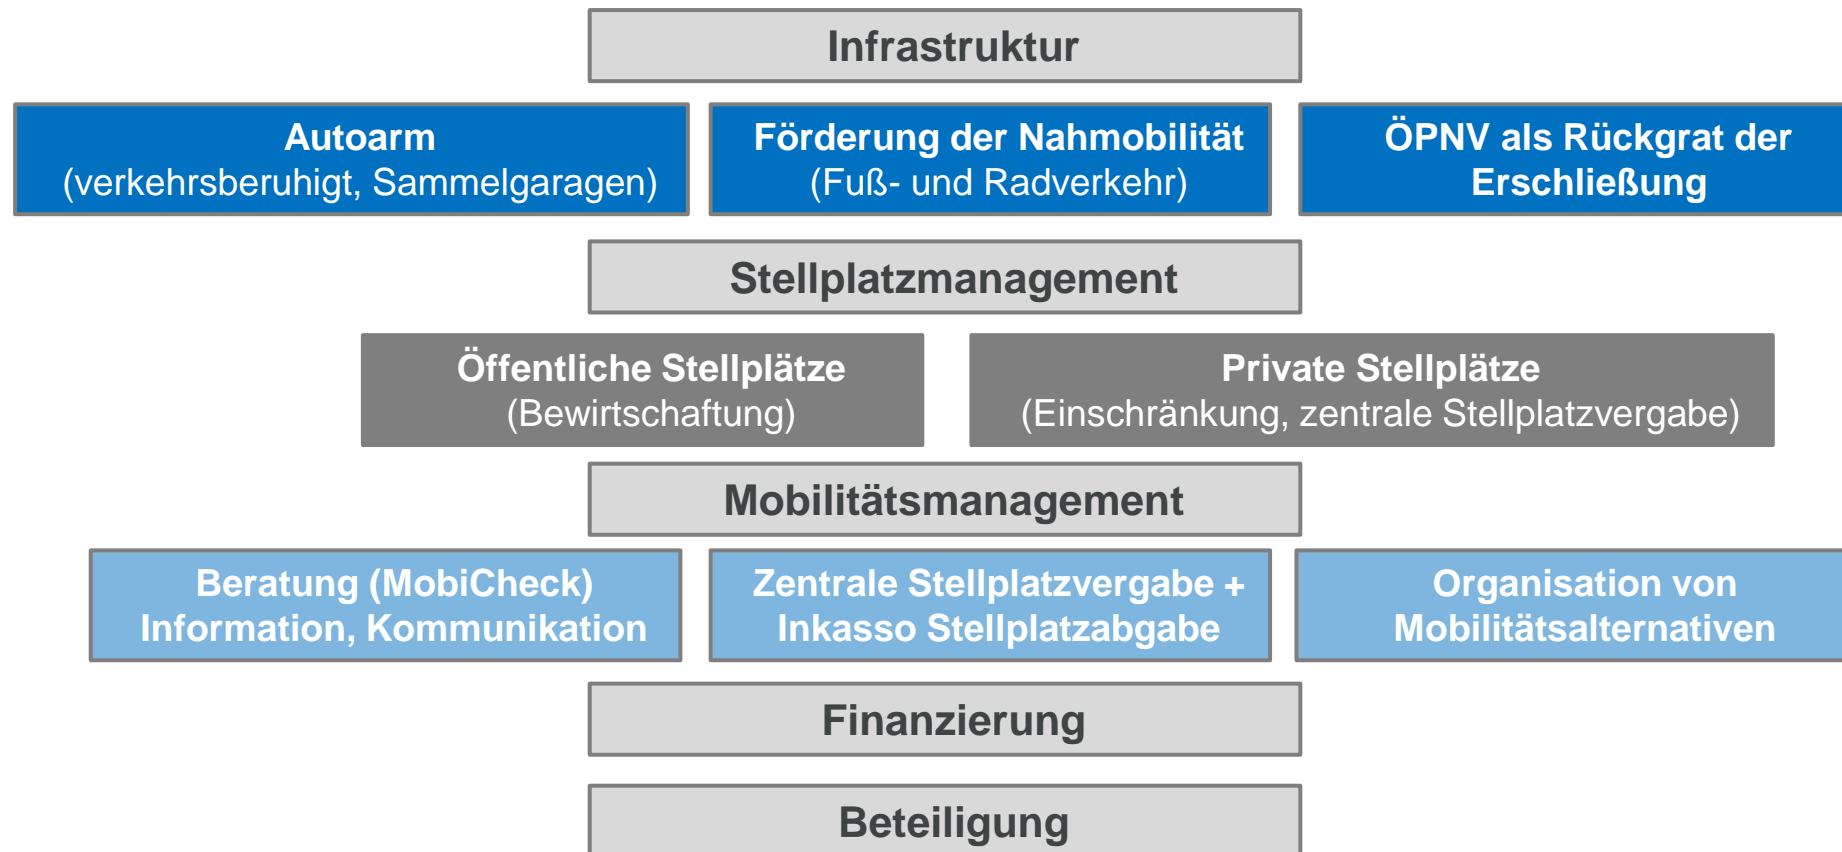 Infrastruktur
Autoarm
(verkehrsberuhigt, Sammelgaragen)
Förderung der Nahmobilität
(Fuß- und Radverkehr)
ÖPNV als Rückgrat der
Erschließung
Stellplatzmanagement
Öffentliche Stellplätze
(Bewirtschaftung)
Private Stellplätze
(Einschränkung, zentrale Stellplatzvergabe)
Mobilitätsmanagement
Beratung (MobiCheck)
Information, Kommunikation
Zentrale Stellplatzvergabe +
Inkasso Stellplatzabgabe
Organisation von
Mobilitätsalternativen
Finanzierung
Beteiligung